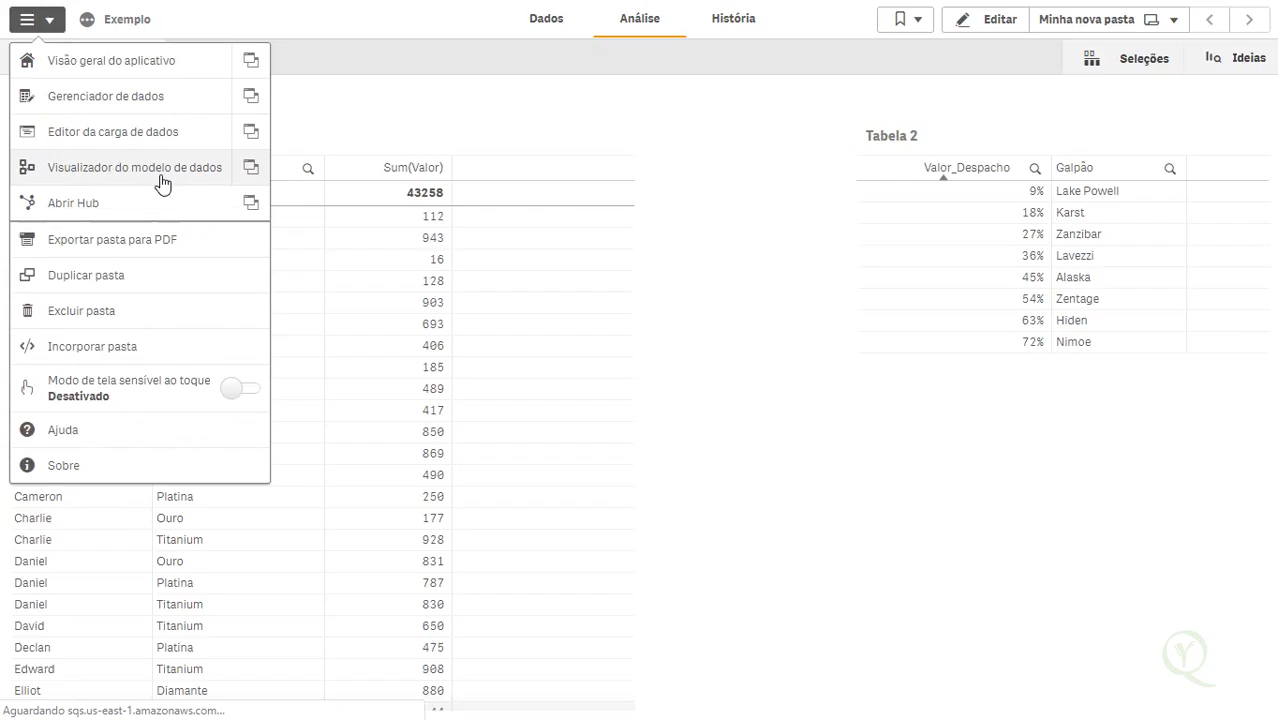 Exemplo
Dados
Análise
História
Editar
Minha nova pasta
Seleções
Ideias
Visão geral do aplicativo
Gerenciador de dados
Editor da carga de dados
Visualizador do modelo de dados
Abrir Hub
Exportar pasta para PDF
Duplicar pasta
Excluir pasta
Incorporar pasta
Modo de tela sensível ao toque
Desativado
Ajuda
Sobre
Sum(Valor)
43258
112
943
16
128
903
693
406
185
489
417
850
869
490
Cameron Platina 250
Charlie Ouro 177
Charlie Titanium 928
Daniel Ouro 831
Daniel Platina 787
Daniel Titanium 830
David Titanium 650
Declan Platina 475
Edward Titanium 908
Elliot Diamante 880
Tabela 2
Valor_Despacho Galpão
9% Lake Powell
18% Karst
27% Zanzibar
36% Lavezzi
45% Alaska
54% Zentage
63% Hiden
72% Nimoe
Aguardando sqs.us-east-1.amazonaws.com...